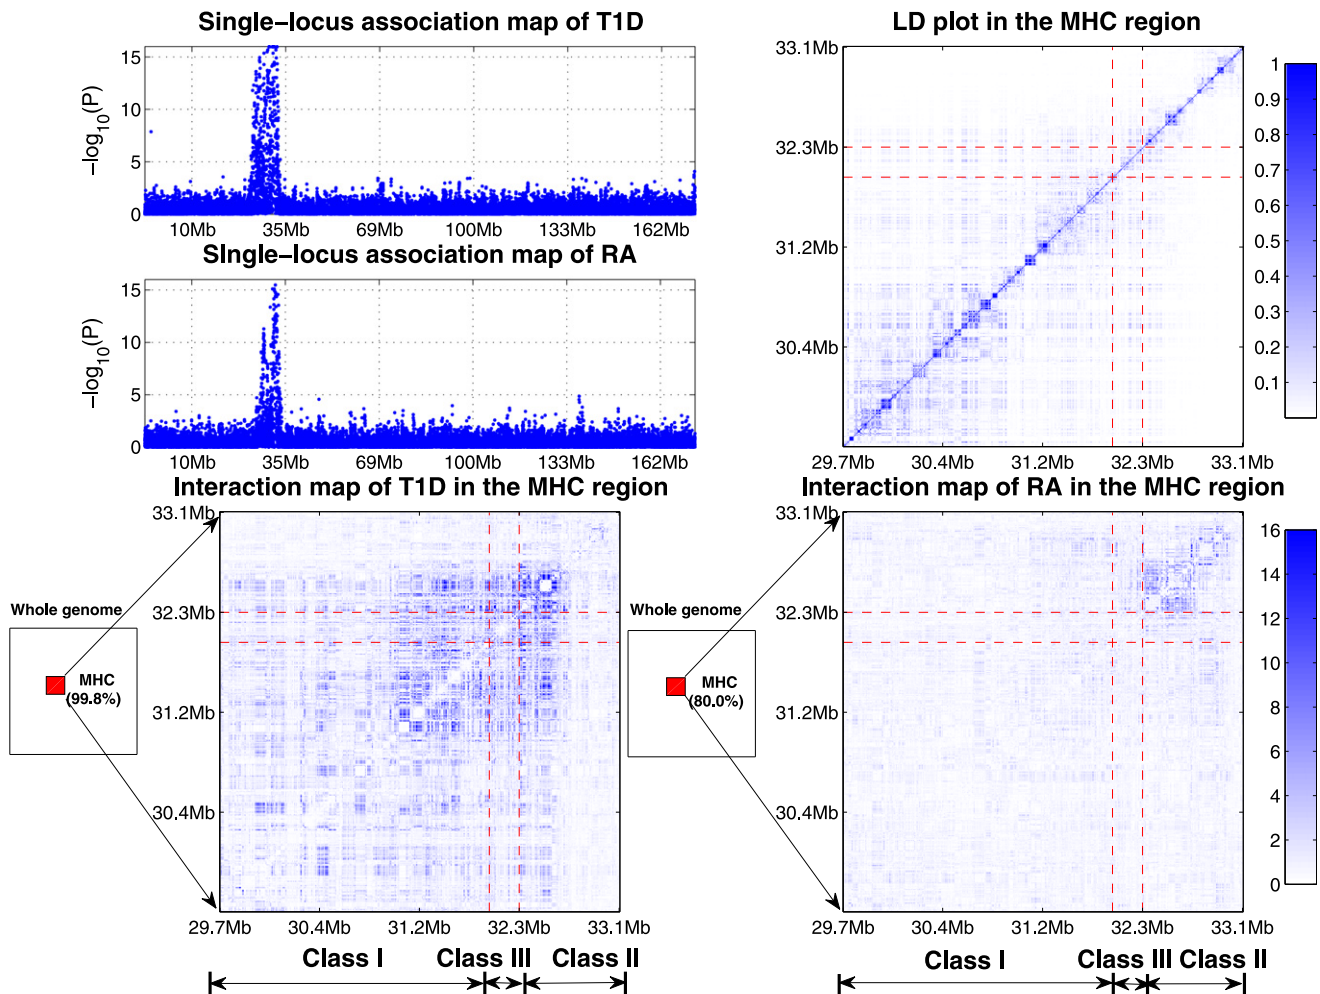 Single−locus association map of T1D
−log10(P)
15
10
5
0
10Mb 35Mb 69Mb 100Mb 133Mb 162Mb
SIngle−locus association map of RA
−log10(P)
15
10
5
0
10Mb 35Mb 69Mb 100Mb 133Mb 162Mb
LD plot in the MHC region
33.1Mb
32.3Mb
31.2Mb
30.4Mb
29.7Mb 30.4Mb 31.2Mb 32.3Mb 33.1Mb
1
0.9
0.8
0.7
0.6
0.5
0.4
0.3
0.2
0.1
Interaction map of T1D in the MHC region
33.1Mb
32.3Mb
31.2Mb
30.4Mb
29.7Mb 30.4Mb 31.2Mb 32.3Mb 33.1Mb
Whole genome
MHC
(99.8%)
Class I Class III Class II
Interaction map of RA in the MHC region
33.1Mb
32.3Mb
31.2Mb
30.4Mb
29.7Mb 30.4Mb 31.2Mb 32.3Mb 33.1Mb
Whole genome
MHC
(80.0%)
16
14
12
10
8
6
4
2
0
Class I Class III Class II